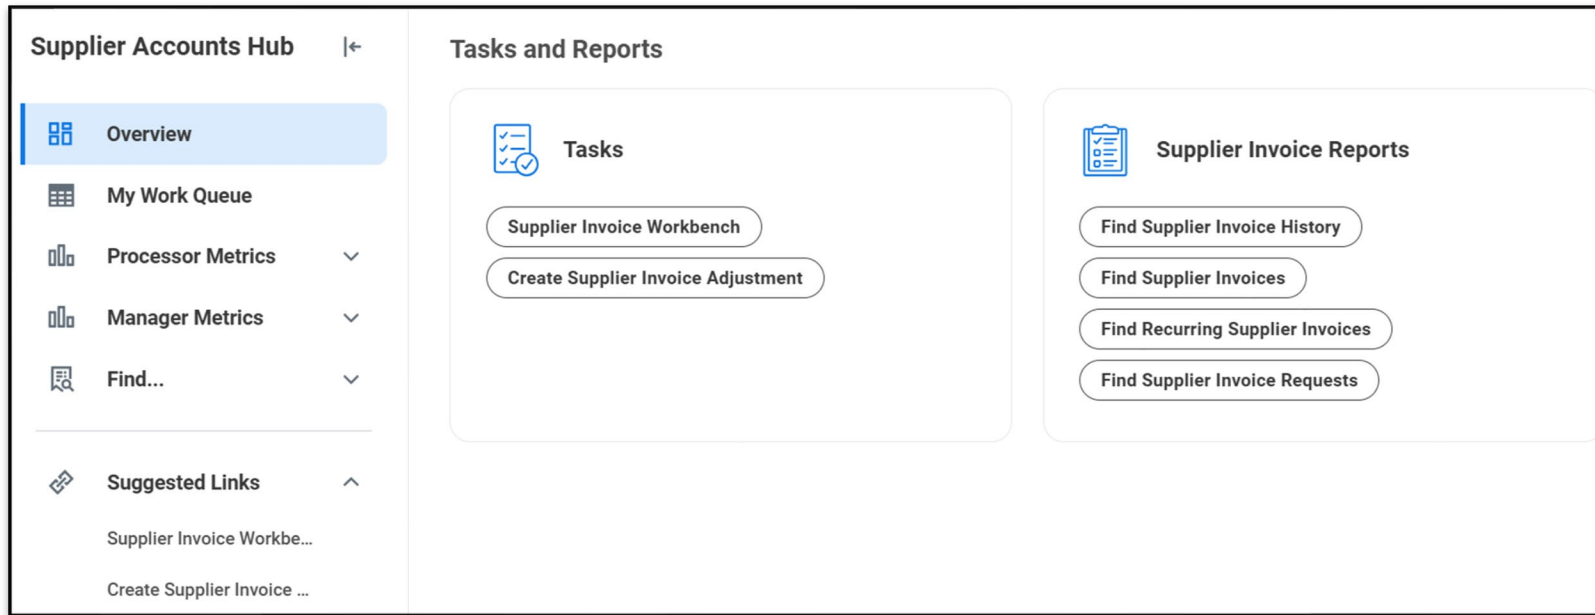 Supplier Accounts Hub
Overview
My Work Queue
Processor Metrics
Manager Metrics
Find...
Suggested Links
Supplier Invoice Workbe...
Create Supplier Invoice ...
Tasks and Reports
Tasks
Supplier Invoice Workbench
Create Supplier Invoice Adjustment
Supplier Invoice Reports
Find Supplier Invoice History
Find Supplier Invoices
Find Recurring Supplier Invoices
Find Supplier Invoice Requests